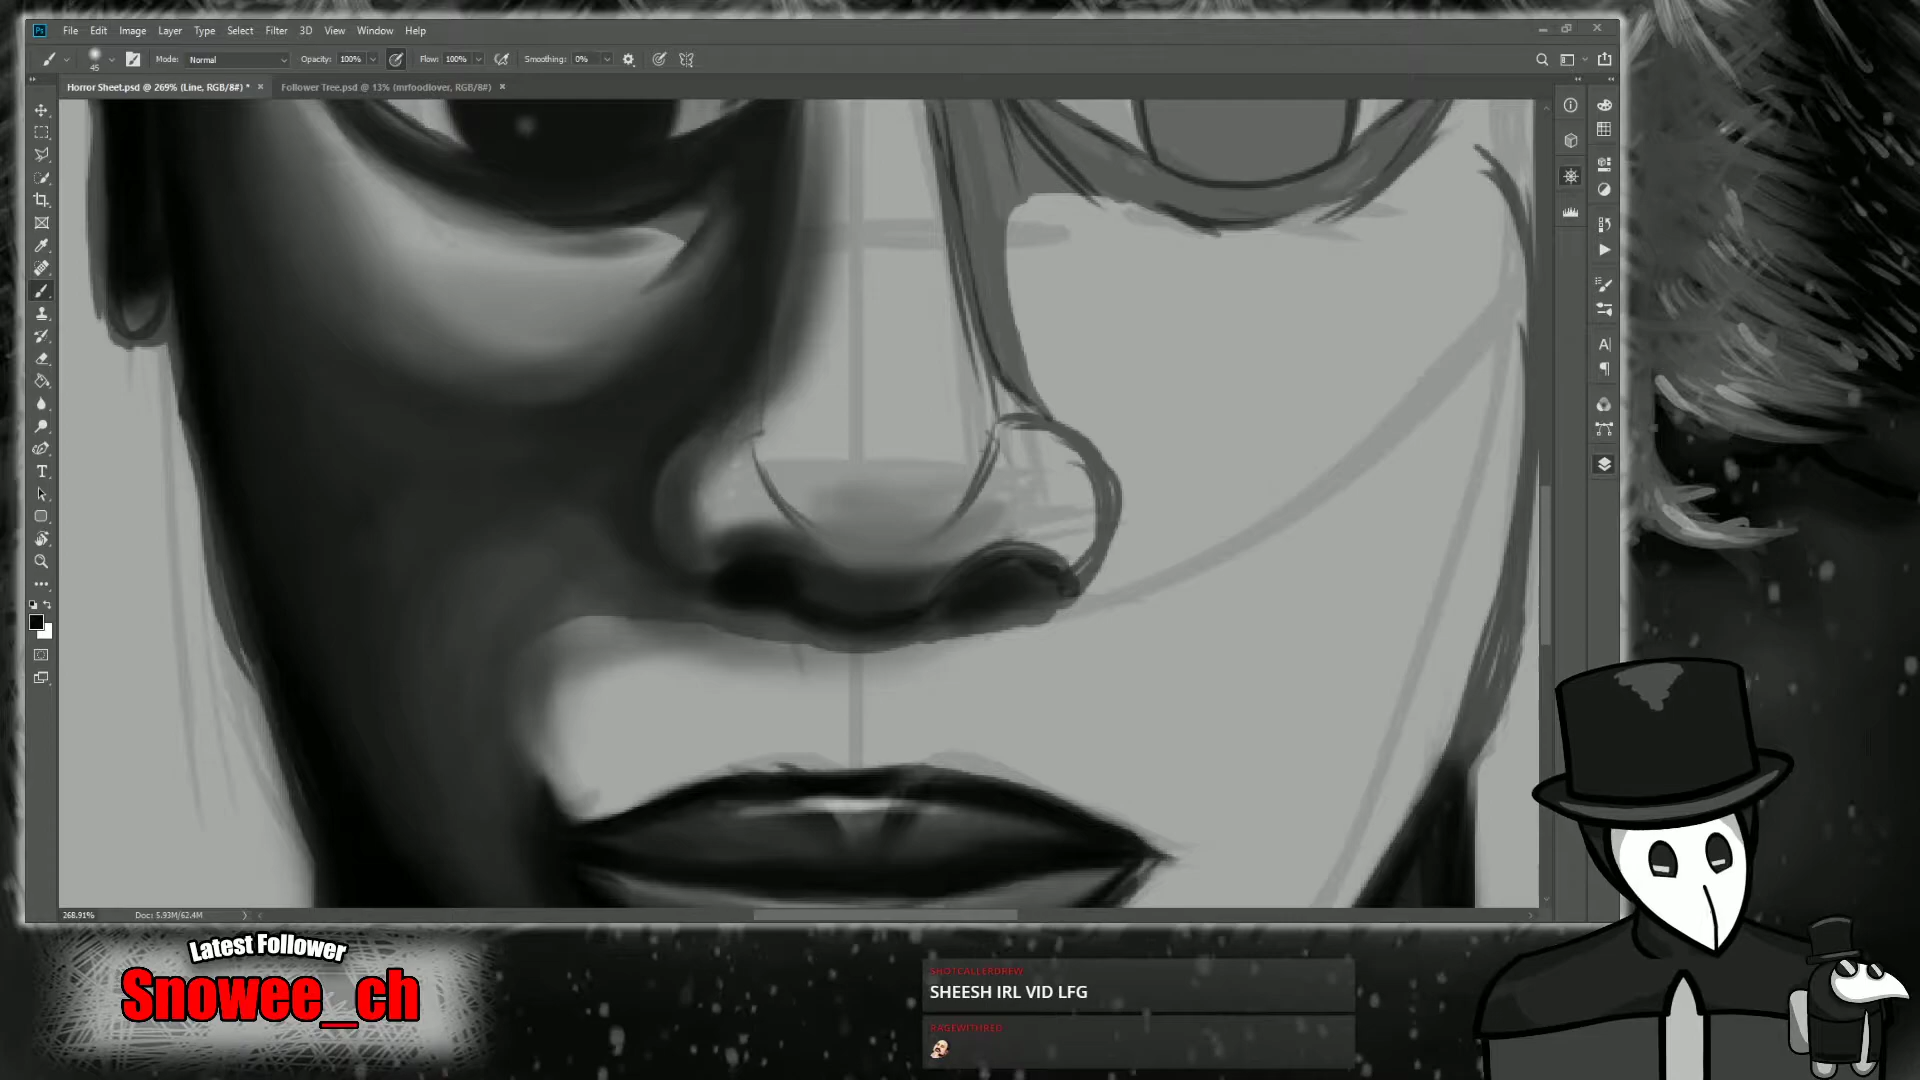 Ps File Edit Image Layer Type Select Filter 3D View Window Help
45 Mode: Normal Opacity: 100% Flow: 100% Smoothing: 0%
Horror Sheet.psd @ 269% (Line, RGB/8#) * × Follower Tree.psd @ 13% (mrfoodlover, RGB/8#) ×
268.91% Doc: 5.93M/62.4M
Latest Follower
Snowee_ch
SHOTCALLERDREW
SHEESH IRL VID LFG
RAGEWITHRED